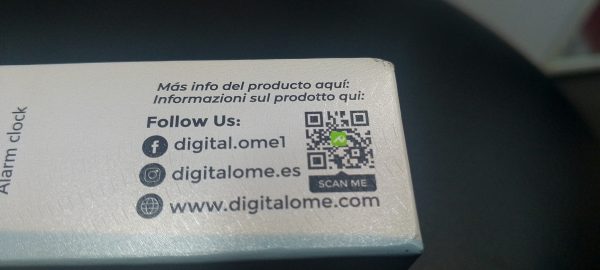 Más info del producto aquí:
Informazioni sul prodotto qui:
Follow Us:
digital.ome1
digitalome.es
www.digitalome.com
SCAN ME
Alarm clock